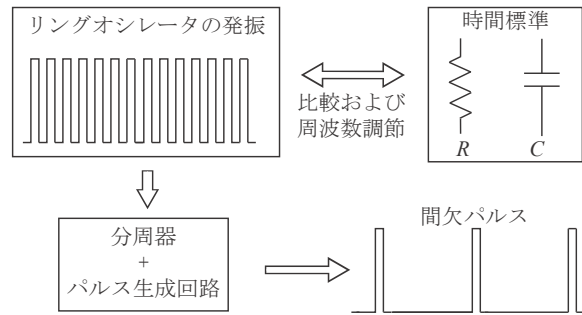 リングオシレータの発振
時間標準
比較および
周波数調節
R
C
分周器
+
パルス生成回路
間欠パルス